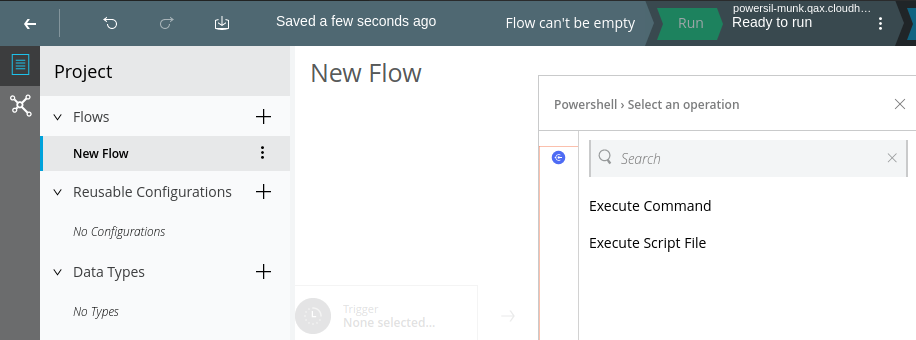 Saved a few seconds ago
Flow can't be empty
Run
powersil-munk.qax.cloudh...
Ready to run
Project
Flows
New Flow
Reusable Configurations
No Configurations
Data Types
No Types
New Flow
Trigger
None selected...
Powershell › Select an operation
Search
Execute Command
Execute Script File